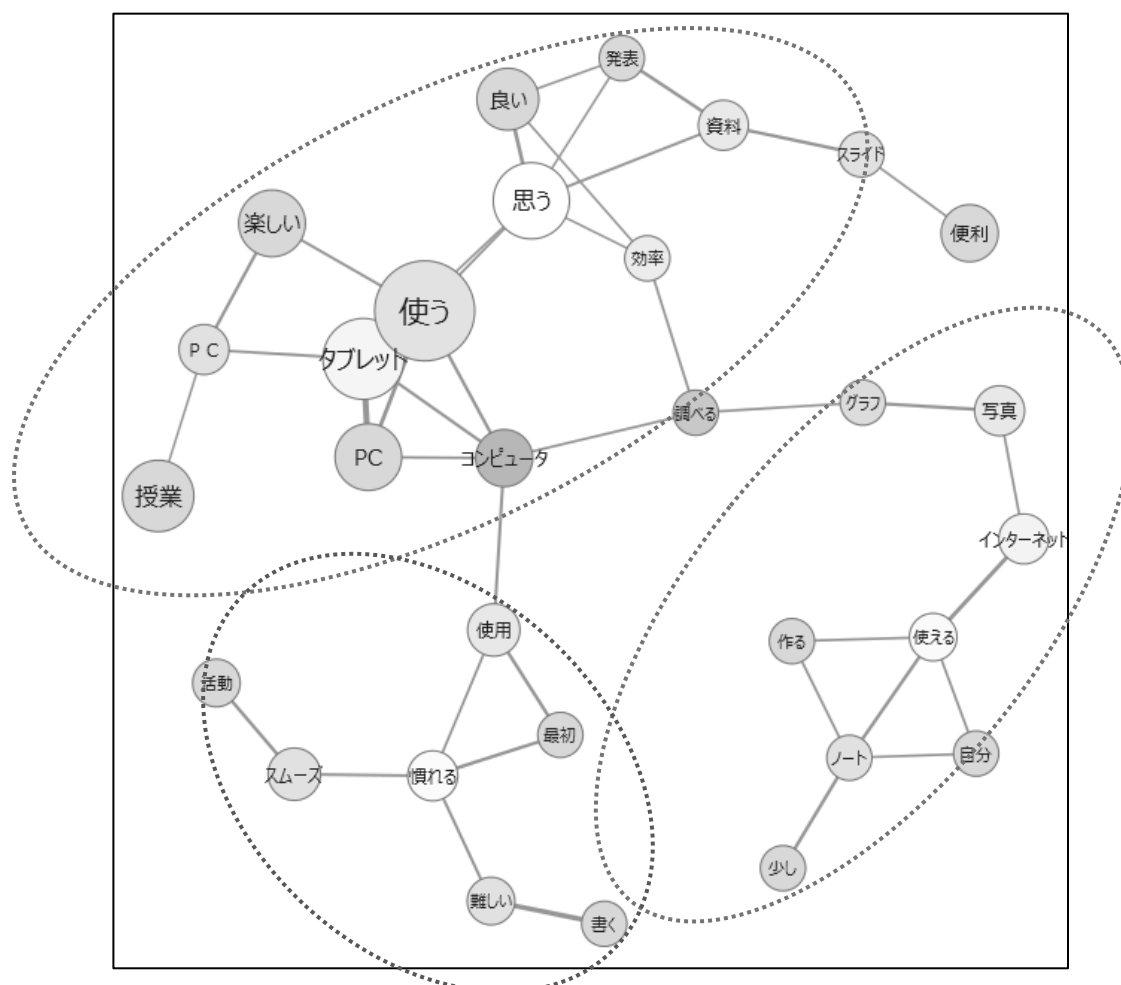 発表
良い
資料
スライド
思う
楽しい
便利
効率
使う
ＰＣ
タブレット
調べる
グラフ
写真
PC
コンピュータ
授業
インターネット
使用
作る
使える
活動
最初
スムーズ
慣れる
ノート
自分
少し
難しい
書く